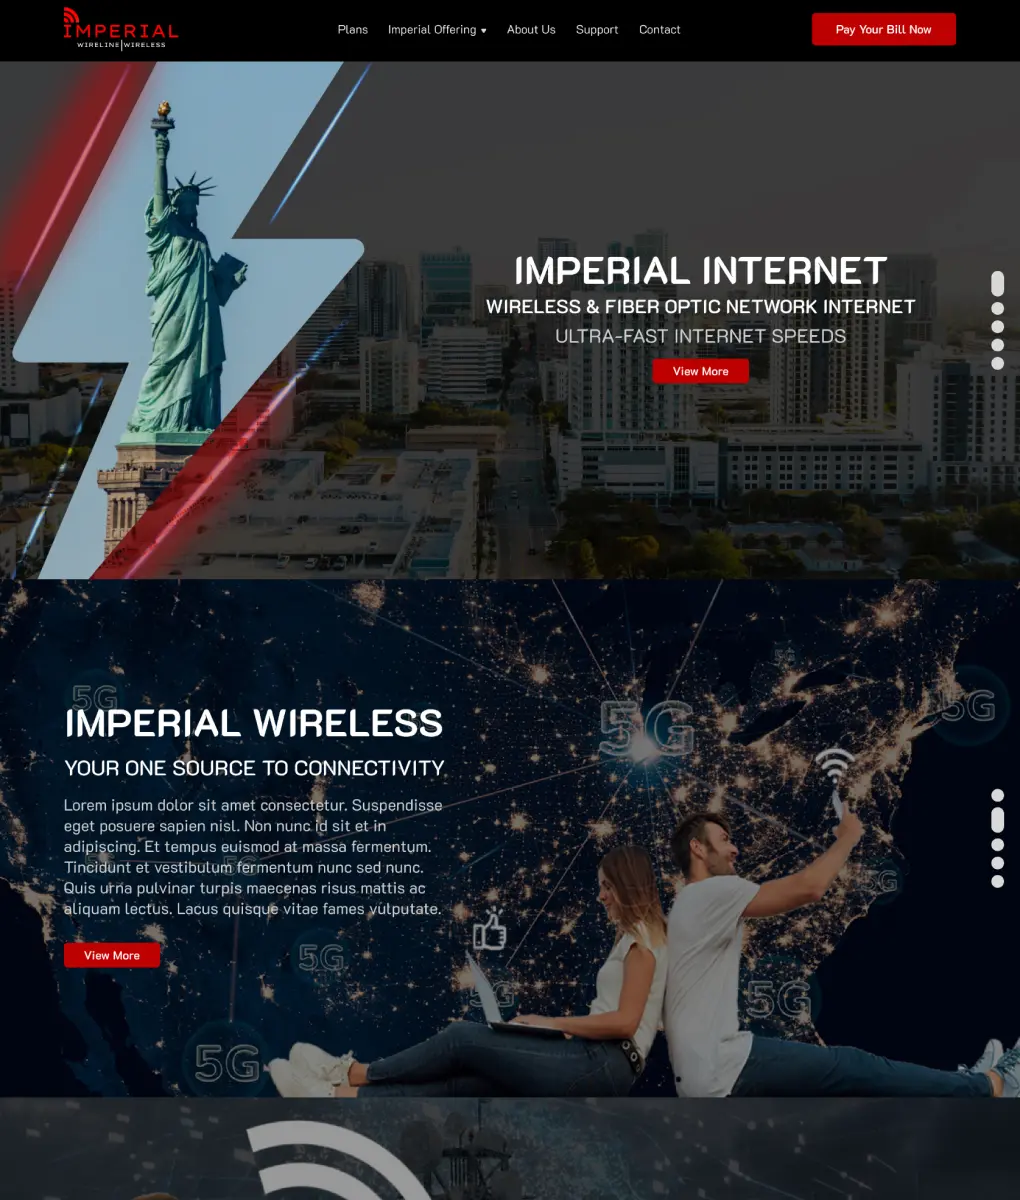 IMPERIAL
WIRELINE|WIRELESS
Plans
Imperial Offering
About Us
Support
Contact
Pay Your Bill Now
IMPERIAL INTERNET
WIRELESS & FIBER OPTIC NETWORK INTERNET
ULTRA-FAST INTERNET SPEEDS
View More
5G
5G
5G
5G
IMPERIAL WIRELESS
YOUR ONE SOURCE TO CONNECTIVITY
Lorem ipsum dolor sit amet consectetur. Suspendisse
eget posuere sapien nisl. Non nunc id sit et in
adipiscing. Et tempus euismod at massa fermentum.
Tincidunt et vestibulum fermentum nunc sed nunc.
Quis urna pulvinar turpis maecenas risus mattis ac
aliquam lectus. Lacus quisque vitae fames vulputate.
5G
5G
5G
View More
5G
5G
5G
5G